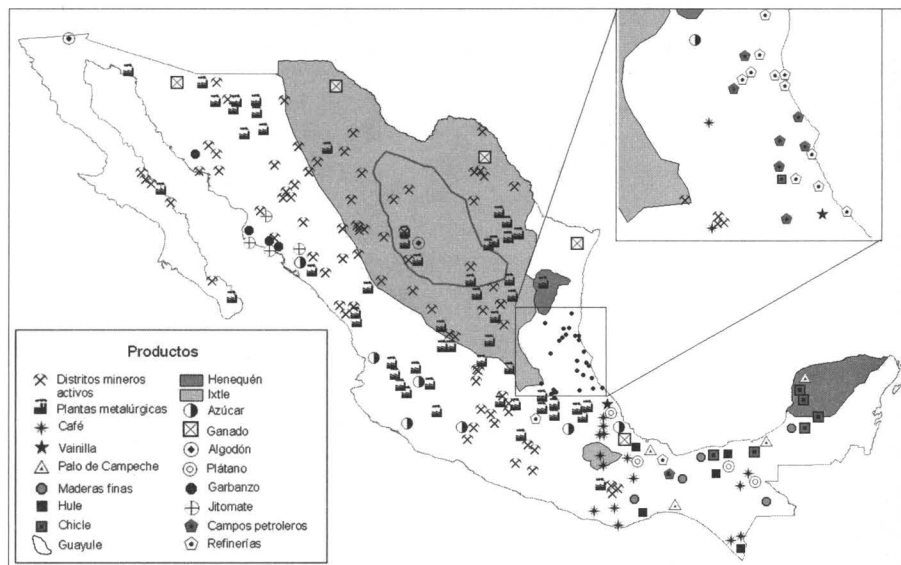 Productos
Distritos mineros
activos
Plantas metalúrgicas
Café
Vainilla
Palo de Campeche
Maderas finas
Hule
Chicle
Guayule
Henequén
Ixtle
Azúcar
Ganado
Algodón
Plátano
Garbanzo
Jitomate
Campos petroleros
Refinerías